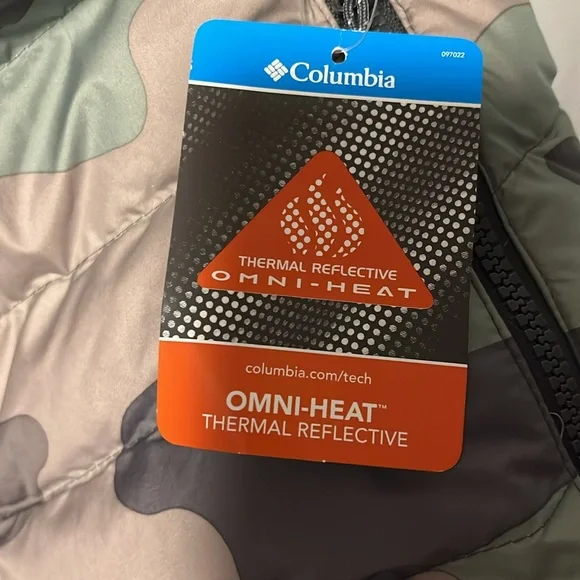 Columbia
097022
THERMAL REFLECTIVE
OMNI-HEAT
columbia.com/tech
OMNI-HEAT™
THERMAL REFLECTIVE